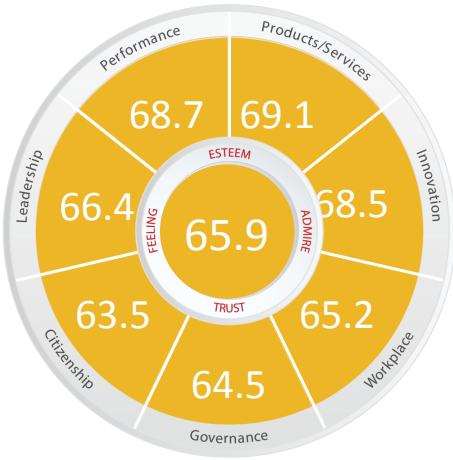 Performance
Products/Services
68.7
69.1
Leadership
ESTEEM
Innovation
66.4
FEELING
65.9
ADMIRE
68.5
63.5
TRUST
65.2
Citizenship
64.5
Workplace
Governance